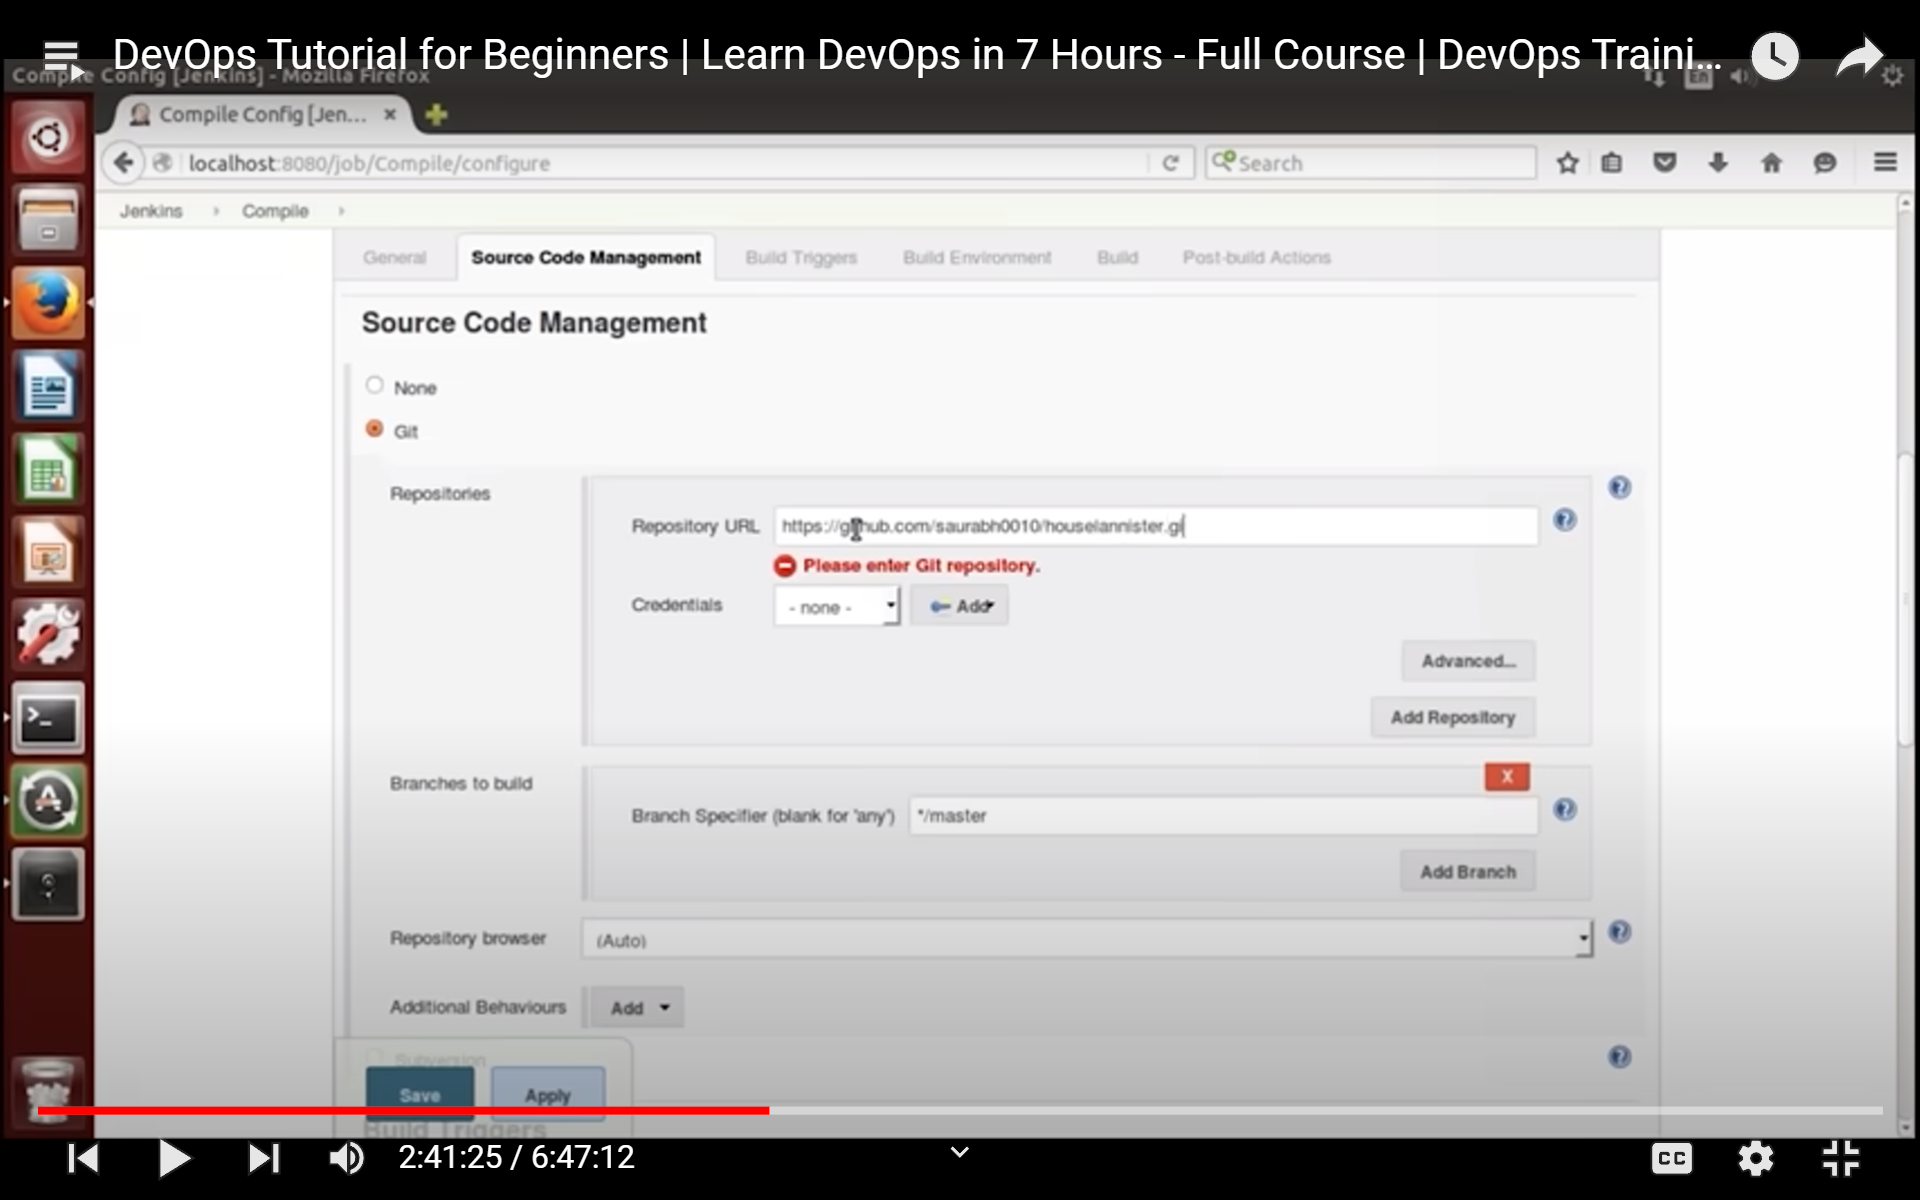 DevOps Tutorial for Beginners | Learn DevOps in 7 Hours - Full Course | DevOps Traini...
Compile Config [Jenkins] - Mozilla Firefox
En
Compile Config [Jen...
localhost:8080/job/Compile/configure
Search
Jenkins
Compile
General
Source Code Management
Build Triggers
Build Environment
Build
Post-build Actions
Source Code Management
None
Git
Repositories
Repository URL
https://github.com/saurabh0010/houselannister.gi
Please enter Git repository.
Credentials
- none -
Add
Advanced...
Add Repository
Branches to build
X
Branch Specifier (blank for 'any')
*/master
Add Branch
Repository browser
(Auto)
Additional Behaviours
Add
Subversion
Save
Apply
Build Triggers
2:41:25 / 6:47:12
CC